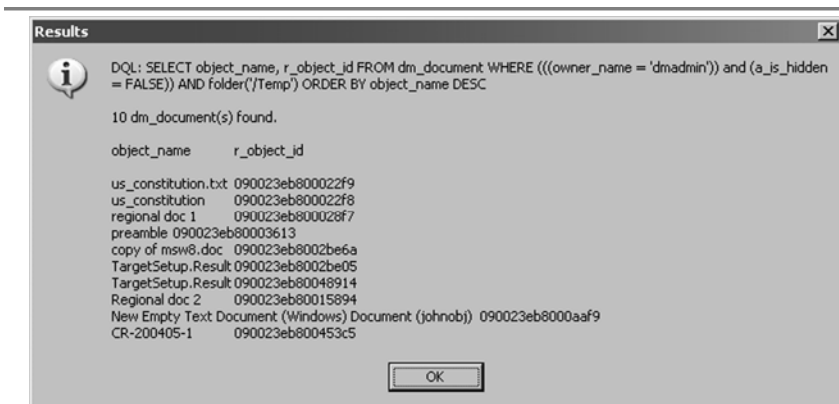 Results
DQL: SELECT object_name, r_object_id FROM dm_document WHERE (((owner_name = 'dmadmin')) and (a_is_hidden
= FALSE)) AND folder('/Temp') ORDER BY object_name DESC
10 dm_document(s) found.
object_name r_object_id
us_constitution.txt 090023eb800022f9
us_constitution 090023eb800022f8
regional doc 1 090023eb800028f7
preamble 090023eb80003613
copy of msw8.doc 090023eb8002be6a
TargetSetup.Result 090023eb8002be05
TargetSetup.Result 090023eb80048914
Regional doc 2 090023eb80015894
New Empty Text Document (Windows) Document (johnobj) 090023eb8000aaf9
CR-200405-1 090023eb800453c5
OK